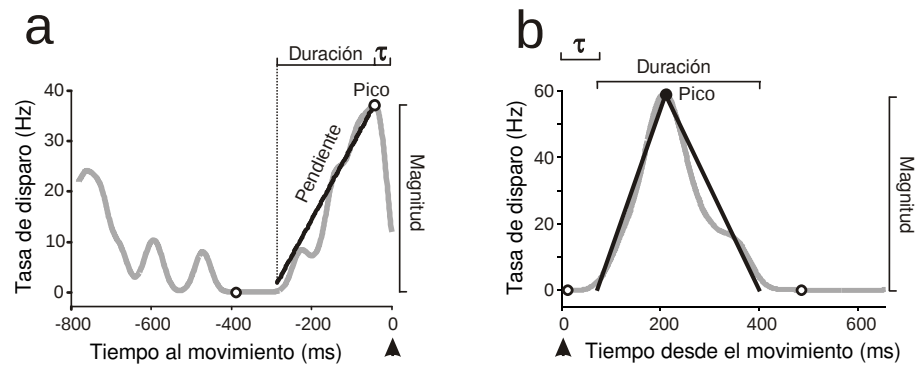 a
Duración τ
Pico
Pendiente
Magnitud
Tasa de disparo (Hz)
40
30
20
10
0
-800 -600 -400 -200 0
Tiempo al movimiento (ms)
b
τ
Duración
Pico
Magnitud
Tasa de disparo (Hz)
60
40
20
0
0 200 400 600
Tiempo desde el movimiento (ms)